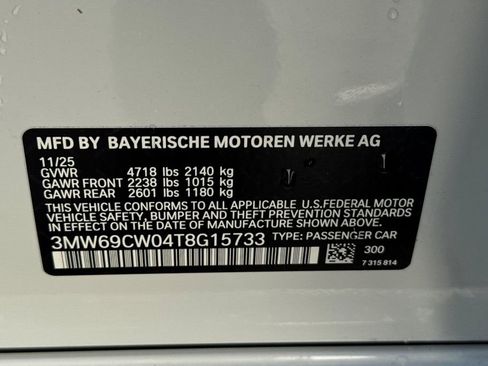 MFD BY BAYERISCHE MOTOREN WERKE AG
11/25
GVWR 4718 lbs 2140 kg
GAWR FRONT 2238 lbs 1015 kg
GAWR REAR 2601 lbs 1180 kg
THIS VEHICLE CONFORMS TO ALL APPLICABLE U.S.FEDERAL MOTOR
VEHICLE SAFETY, BUMPER AND THEFT PREVENTION STANDARDS
IN EFFECT ON THE DATE OF MANUFACTURE SHOWN ABOVE.
3MW69CW04T8G15733 TYPE: PASSENGER CAR
300
7 315 814